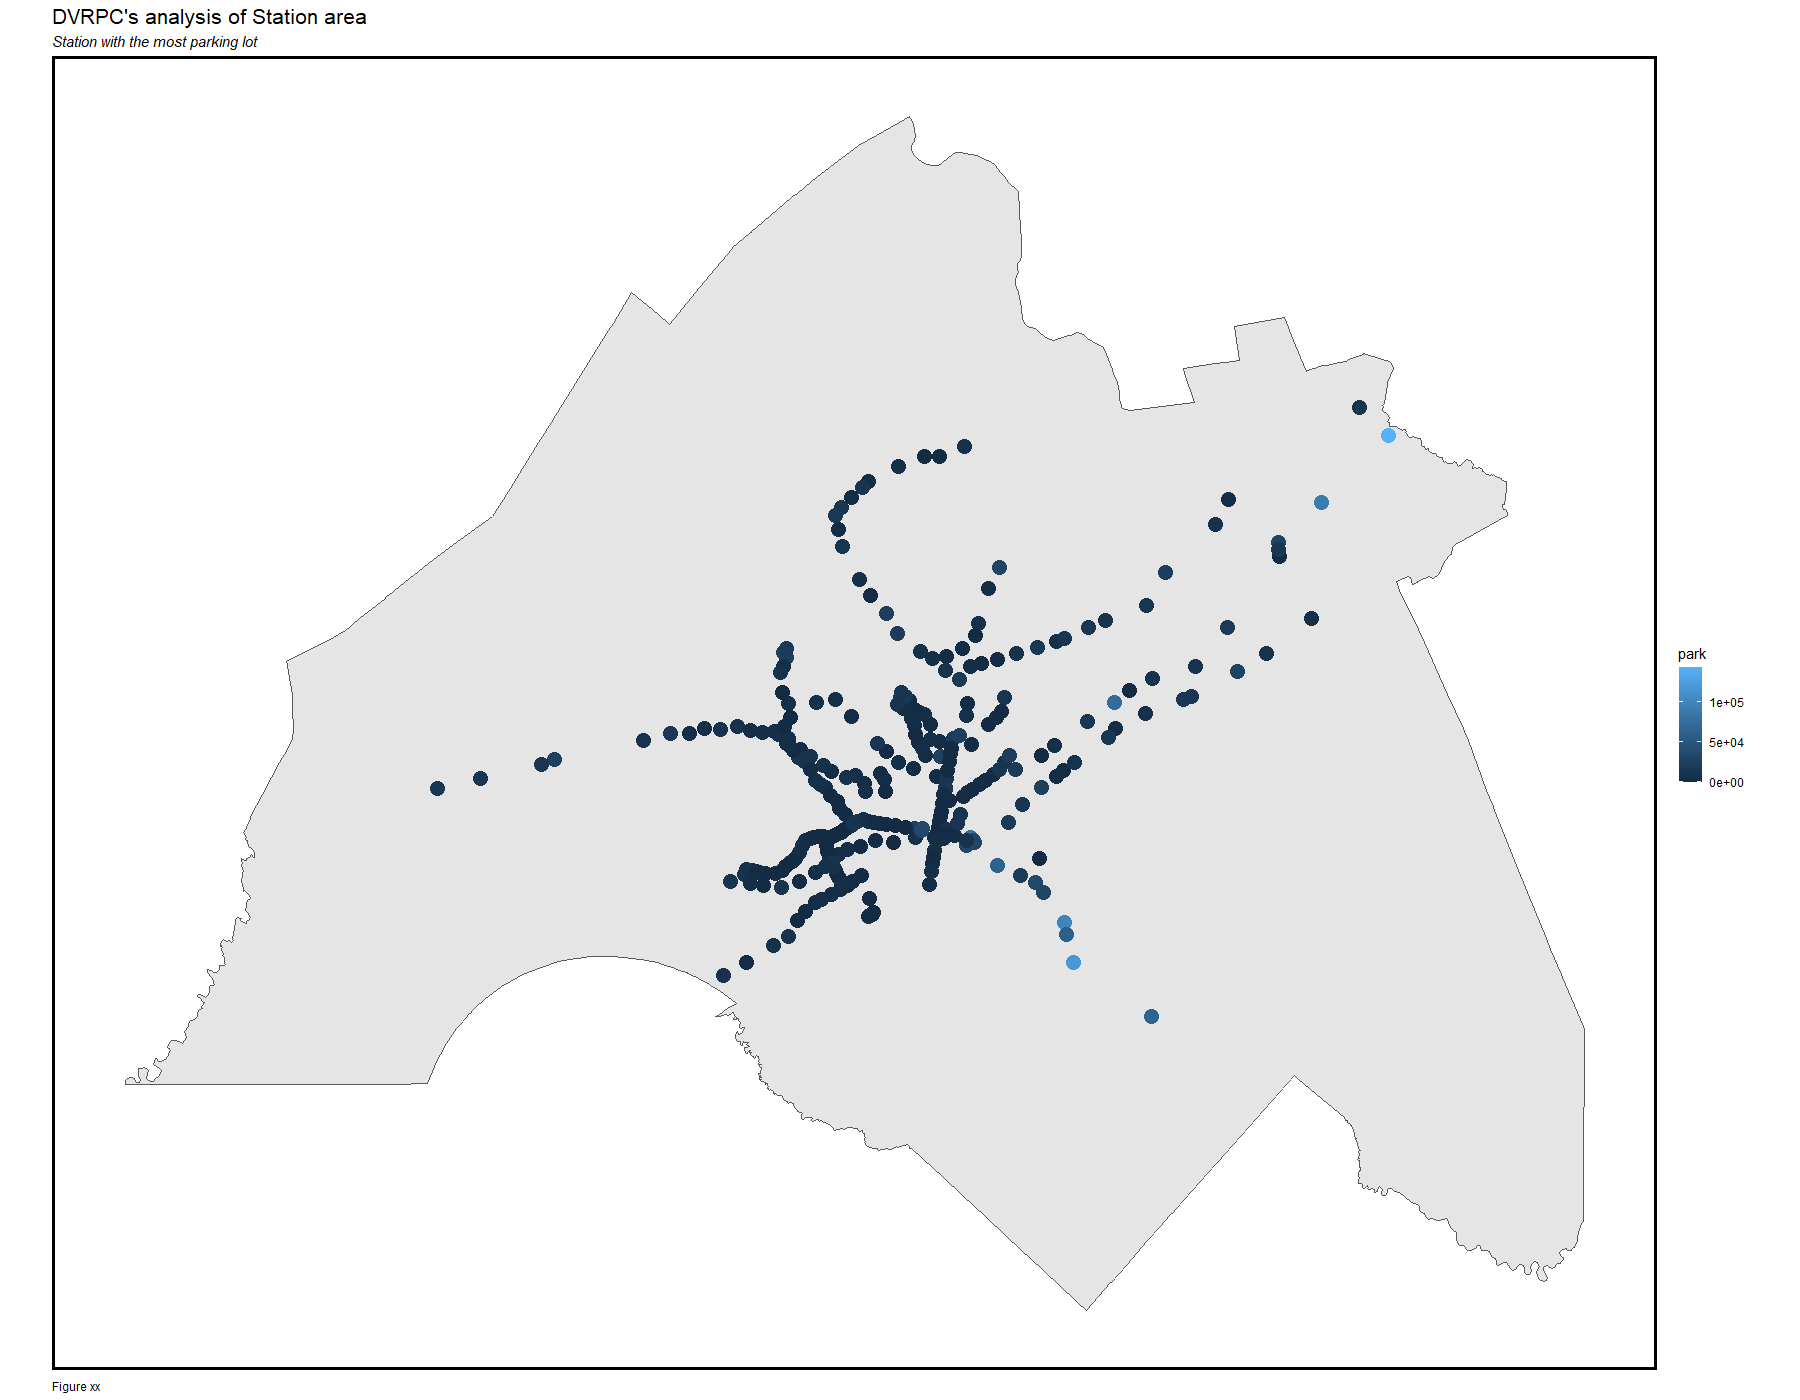 DVRPC's analysis of Station area
Station with the most parking lot
park
1e+05
5e+04
0e+00
Figure xx